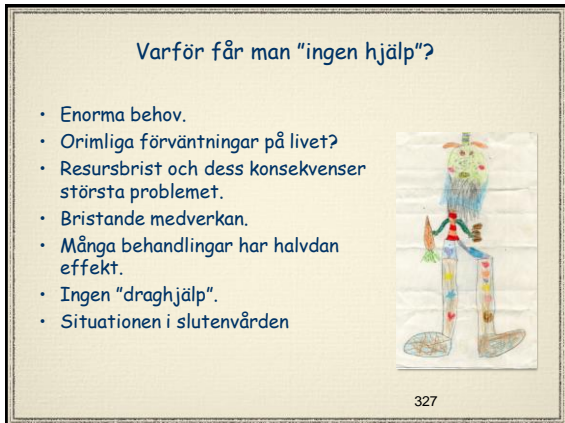 Varför får man ”ingen hjälp”?
• Enorma behov.
• Orimliga förväntningar på livet?
• Resursbrist och dess konsekvenser
största problemet.
• Bristande medverkan.
• Många behandlingar har halvdan
effekt.
• Ingen ”draghjälp”.
• Situationen i slutenvården
327